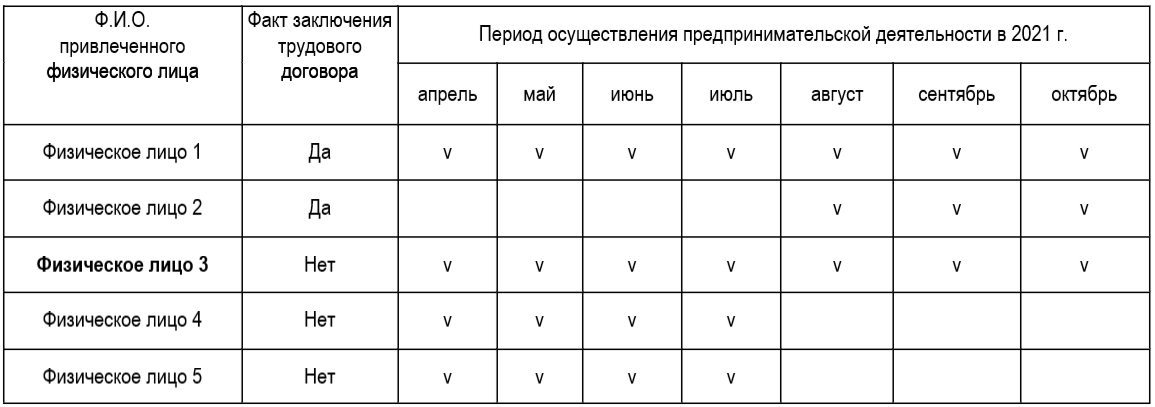 Ф.И.О.
привлеченного
физического лица
Факт заключения
трудового
договора
Период осуществления предпринимательской деятельности в 2021 г.
апрель май июнь июль август сентябрь октябрь
Физическое лицо 1 Да v v v v v v v
Физическое лицо 2 Да v v v
Физическое лицо 3 Нет v v v v v v v
Физическое лицо 4 Нет v v v v
Физическое лицо 5 Нет v v v v